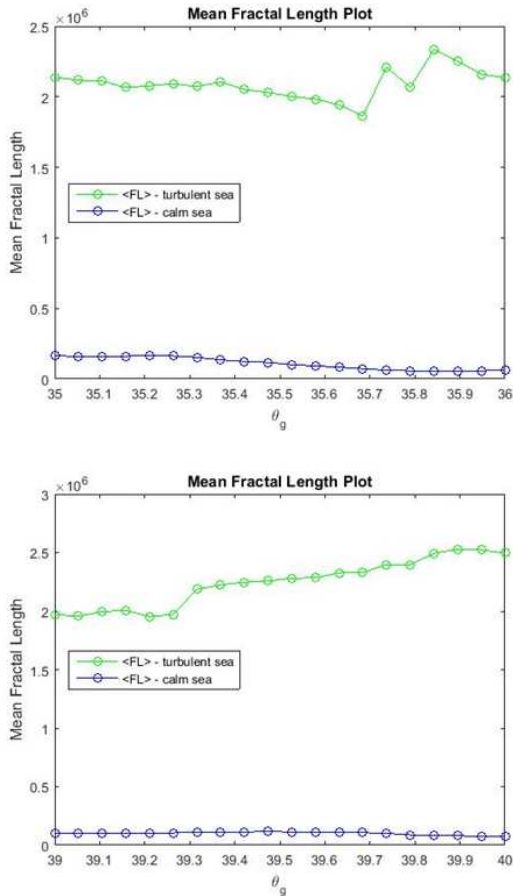 Mean Fractal Length Plot
×10^6
2.5
2
1.5
1
0.5
0
Mean Fractal Length
<FL> - turbulent sea
<FL> - calm sea
35 35.1 35.2 35.3 35.4 35.5 35.6 35.7 35.8 35.9 36
θ_g
Mean Fractal Length Plot
×10^6
3
2.5
2
1.5
1
0.5
0
Mean Fractal Length
<FL> - turbulent sea
<FL> - calm sea
39 39.1 39.2 39.3 39.4 39.5 39.6 39.7 39.8 39.9 40
θ_g